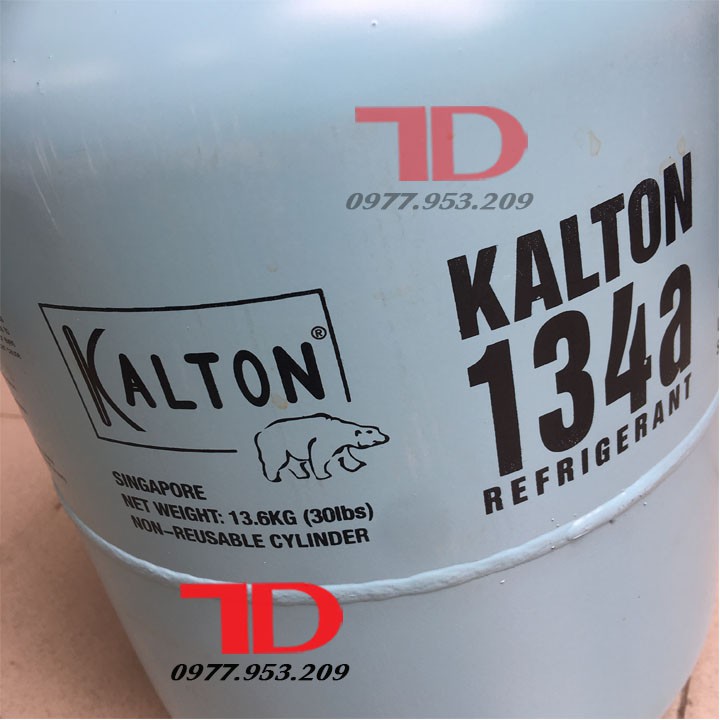 TD
0977.953.209
KALTON
134a
REFRIGERANT
KALTON®
SINGAPORE
NET WEIGHT: 13.6KG (30lbs)
NON-REUSABLE CYLINDER
TD
0977.953.209